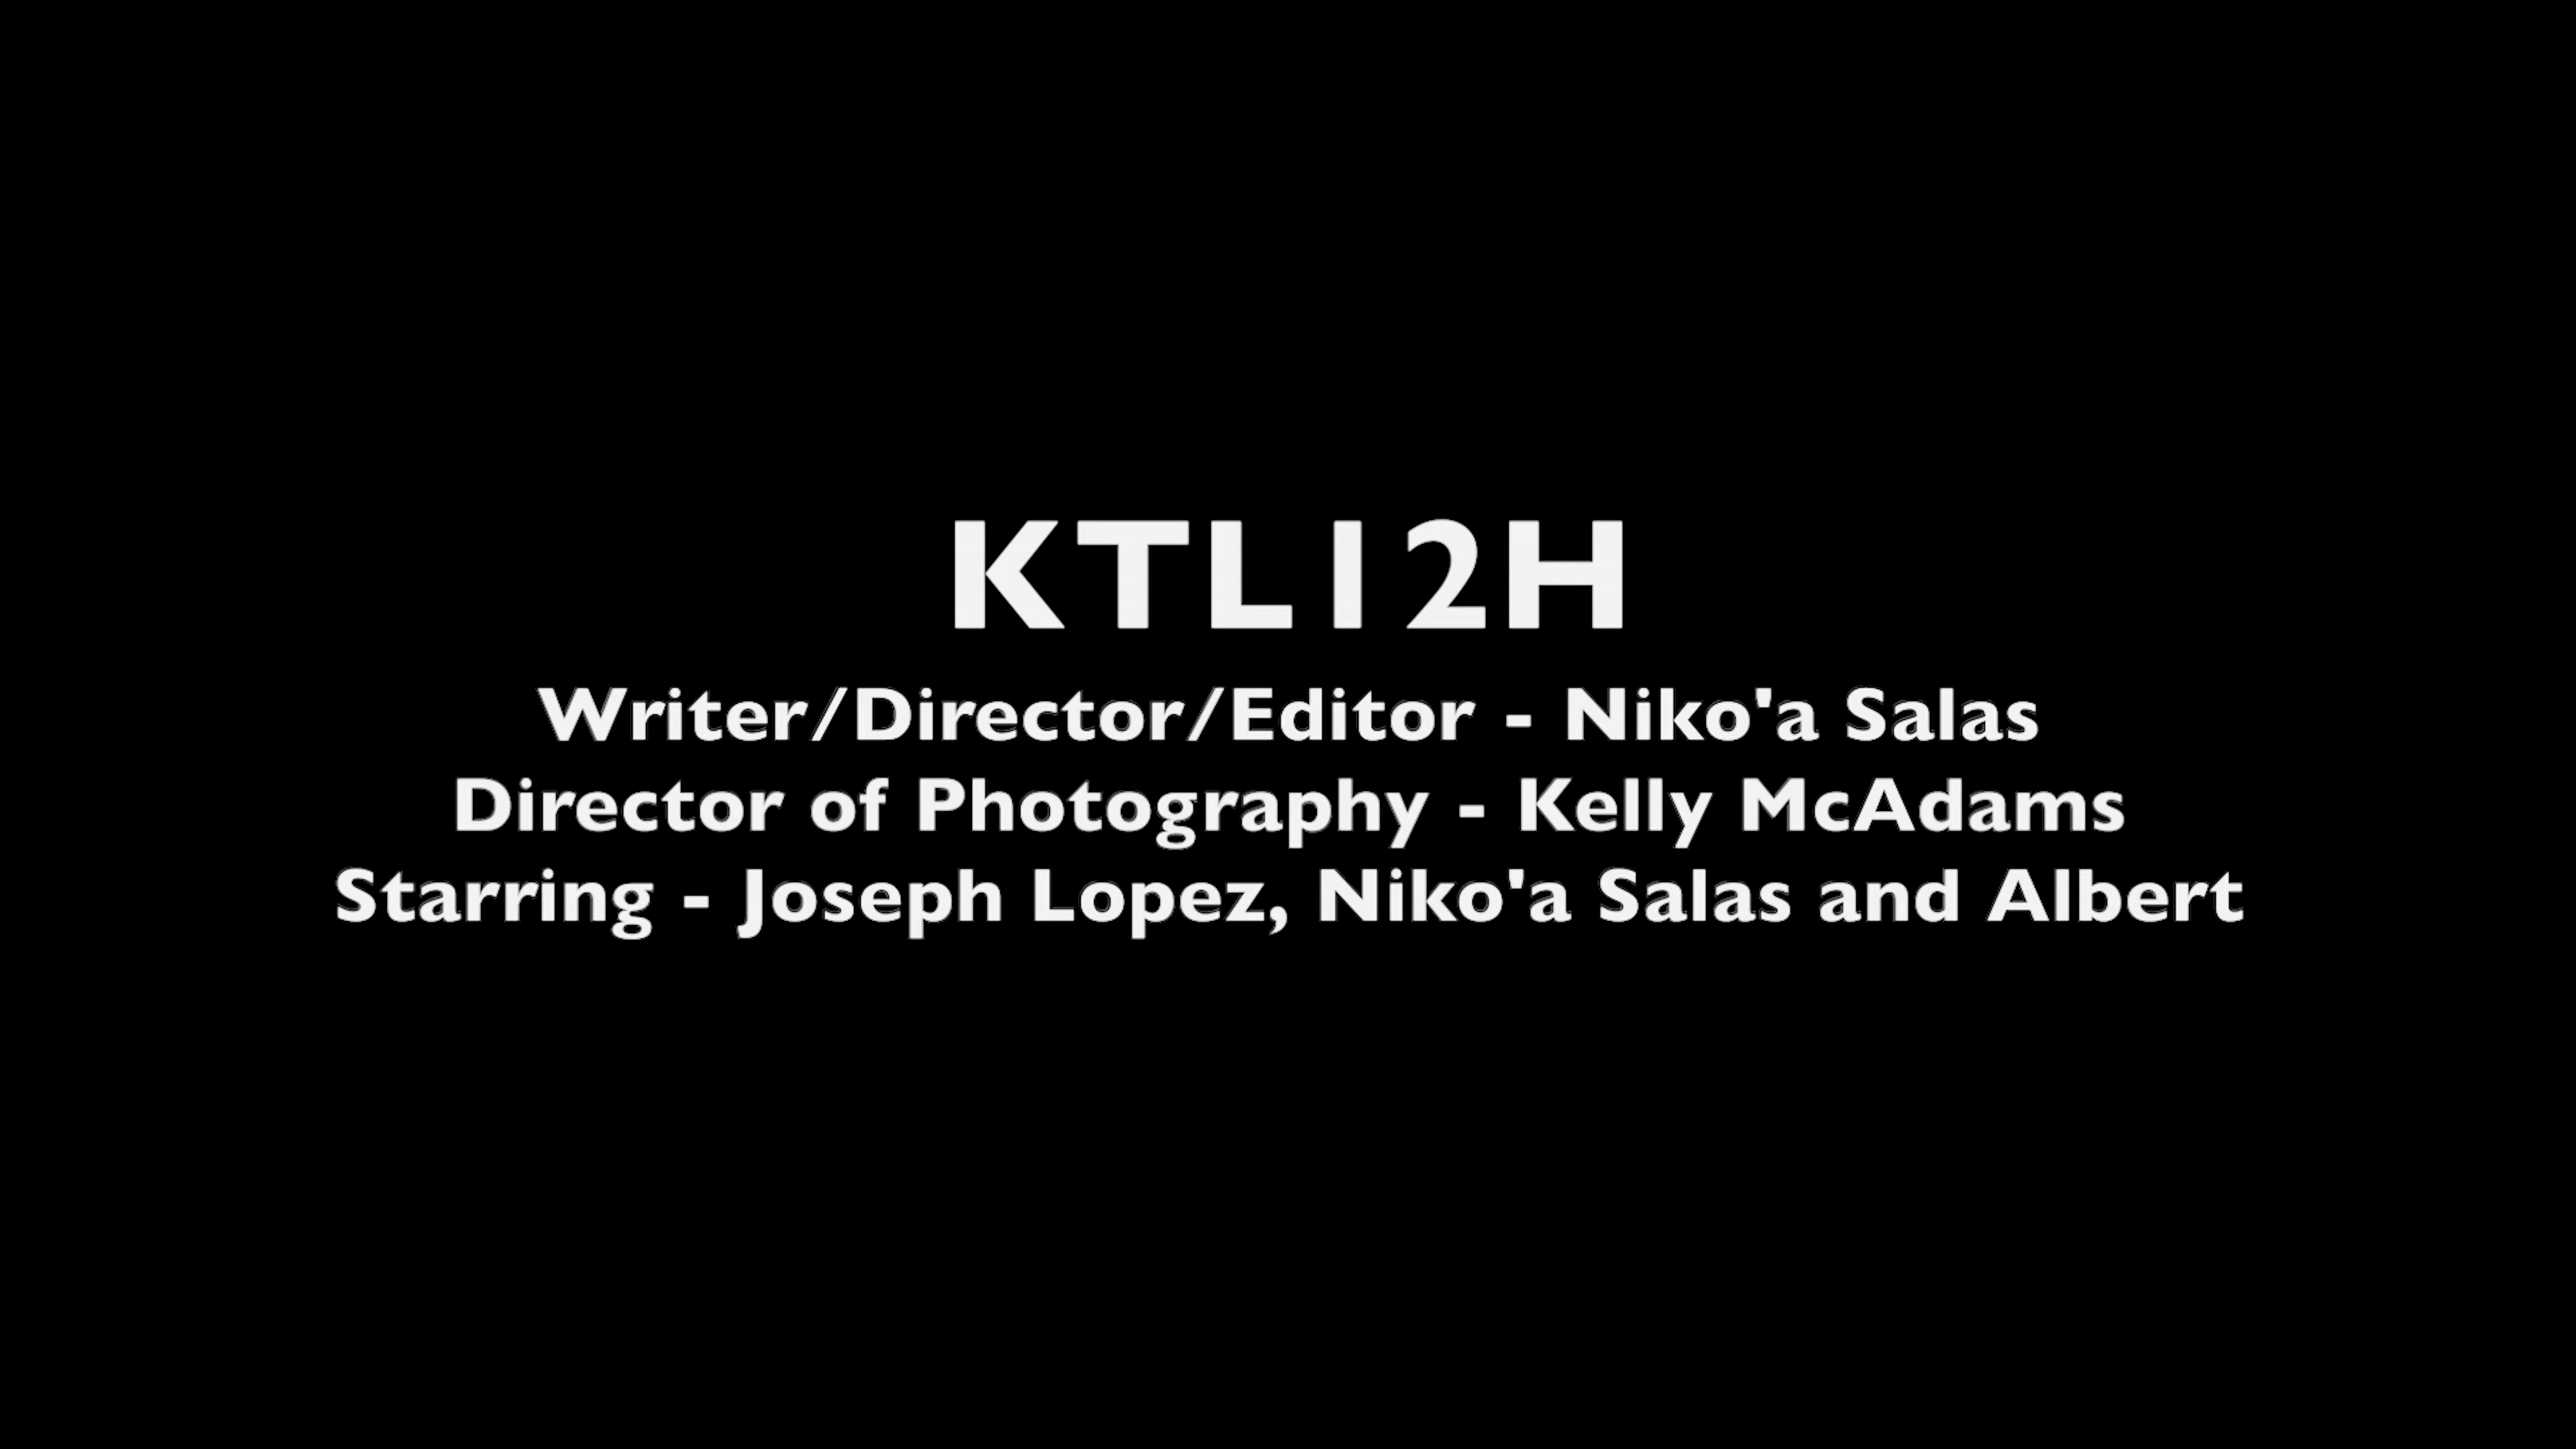 KTL12H
Writer/Director/Editor - Niko'a Salas
Director of Photography - Kelly McAdams
Starring - Joseph Lopez, Niko'a Salas and Albert